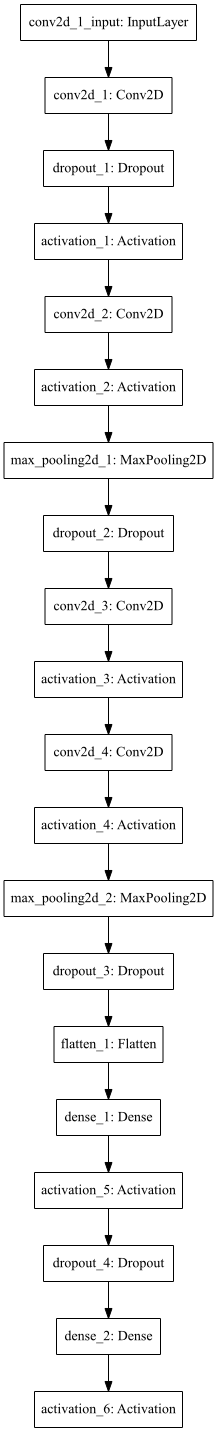 conv2d_1_input: InputLayer
conv2d_1: Conv2D
dropout_1: Dropout
activation_1: Activation
conv2d_2: Conv2D
activation_2: Activation
max_pooling2d_1: MaxPooling2D
dropout_2: Dropout
conv2d_3: Conv2D
activation_3: Activation
conv2d_4: Conv2D
activation_4: Activation
max_pooling2d_2: MaxPooling2D
dropout_3: Dropout
flatten_1: Flatten
dense_1: Dense
activation_5: Activation
dropout_4: Dropout
dense_2: Dense
activation_6: Activation